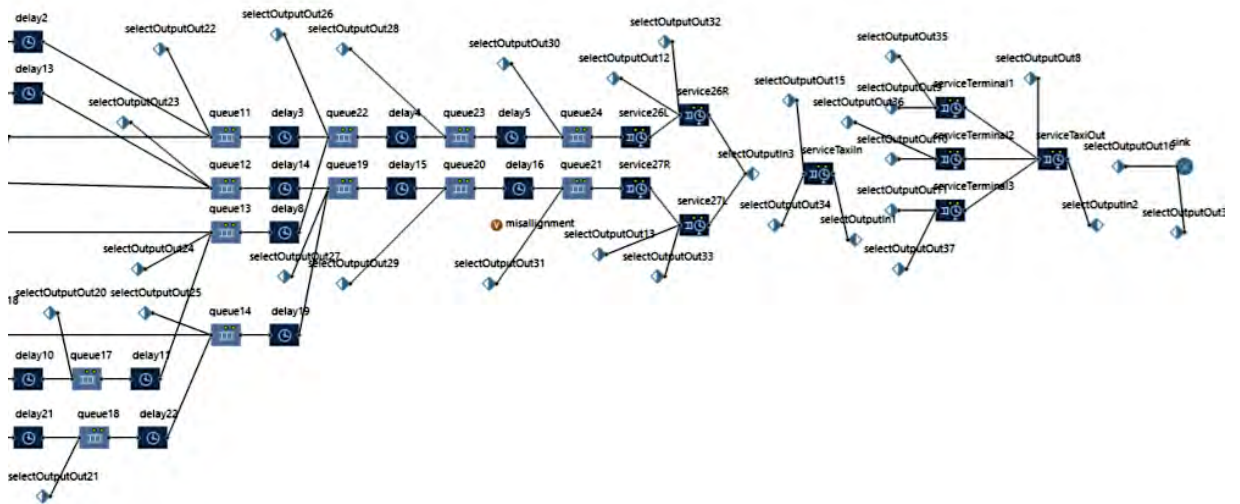 delay2
selectOutputOut22
selectOutputOut26
selectOutputOut28
selectOutputOut30
selectOutputOut12
selectOutputOut32
selectOutputOut35
selectOutputOut8
delay13
selectOutputOut23
selectOutputOut15
selectOutputOut36
queue11
delay3
queue22
delay4
queue23
delay5
queue24
service26L
service26R
serviceTerminal1
serviceTerminal2
serviceTaxiOut
selectOutputOut16
sink
queue12
delay14
queue19
delay15
queue20
delay16
queue21
service27R
selectOutputIn3
serviceTaxiIn
serviceTerminal3
queue13
delay8
misallignment
service27L
selectOutputOut34
selectOutputIn1
selectOutputIn2
selectOutputOut3
selectOutputOut24
selectOutputOut27
selectOutputOut29
selectOutputOut31
selectOutputOut13
selectOutputOut33
selectOutputOut37
18
selectOutputOut20
selectOutputOut25
queue14
delay19
delay10
queue17
delay11
delay21
queue18
delay22
selectOutputOut21